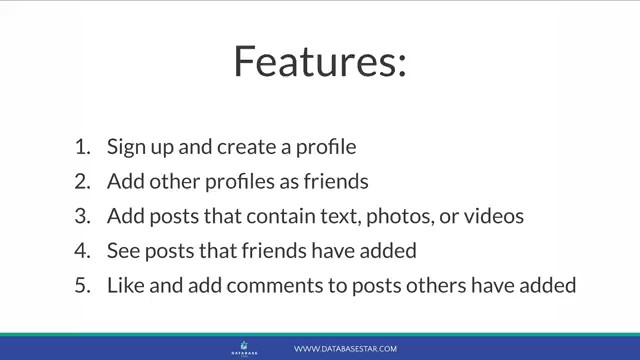 Features:
1. Sign up and create a profile
2. Add other profiles as friends
3. Add posts that contain text, photos, or videos
4. See posts that friends have added
5. Like and add comments to posts others have added
DATABASE
WWW.DATABASESTAR.COM